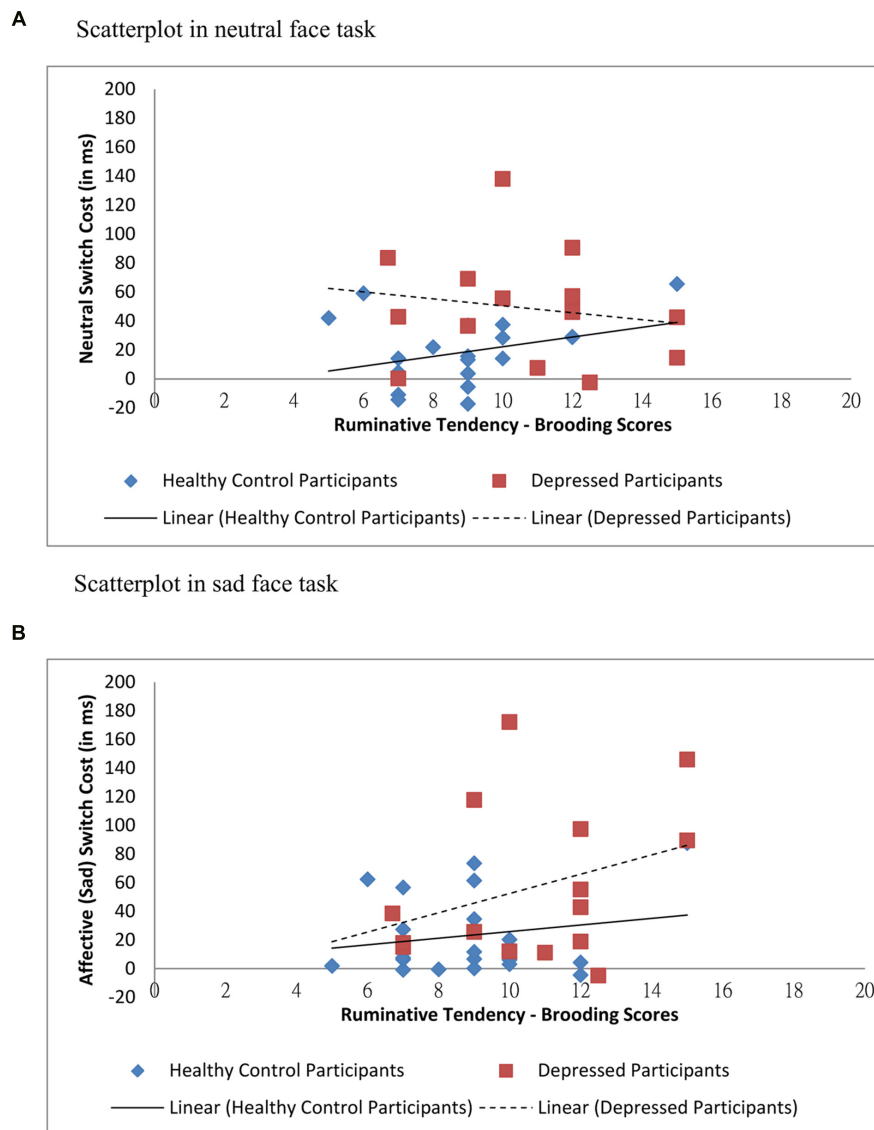 A
Scatterplot in neutral face task
Neutral Switch Cost (in ms)
200
180
160
140
120
100
80
60
40
20
0
-20
0 2 4 6 8 10 12 14 16 18 20
Ruminative Tendency - Brooding Scores
Healthy Control Participants Depressed Participants
Linear (Healthy Control Participants) Linear (Depressed Participants)
Scatterplot in sad face task
B
Affective (Sad) Switch Cost (in ms)
200
180
160
140
120
100
80
60
40
20
0
-20
0 2 4 6 8 10 12 14 16 18 20
Ruminative Tendency - Brooding Scores
Healthy Control Participants Depressed Participants
Linear (Healthy Control Participants) Linear (Depressed Participants)